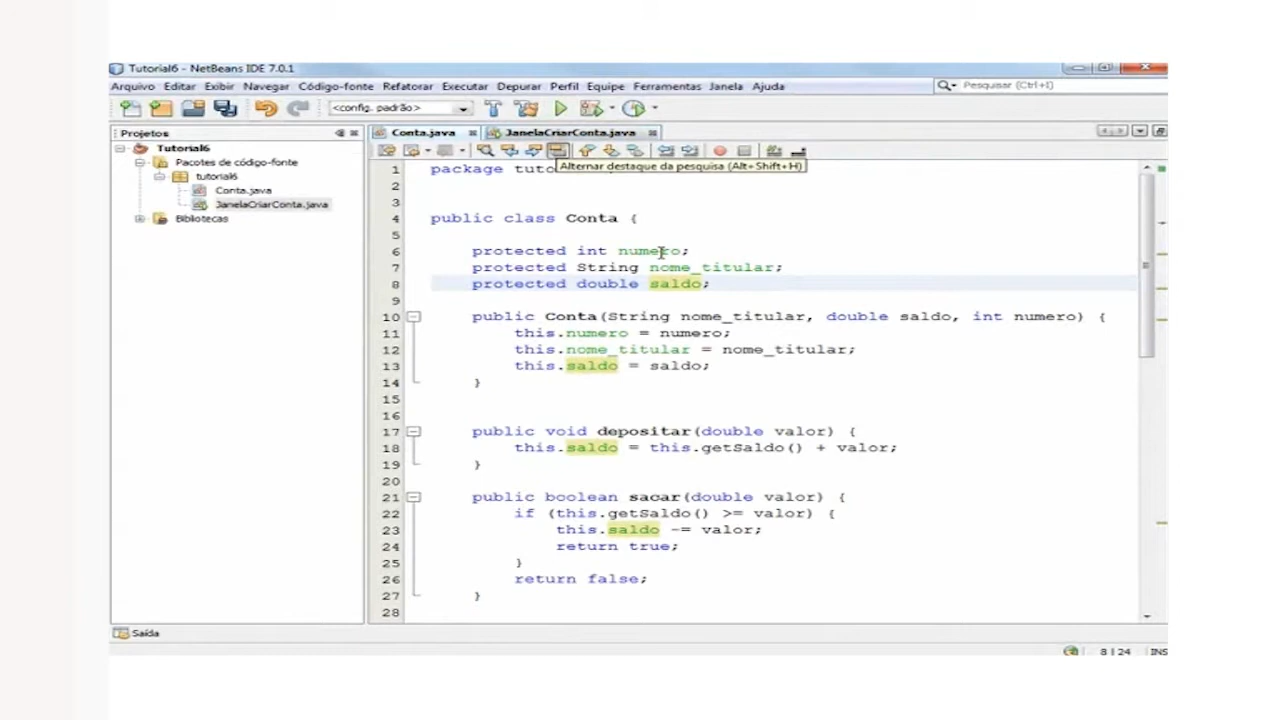 Tutorial6 - NetBeans IDE 7.0.1
Arquivo Editar Exibir Navegar Código-fonte Refatorar Executar Depurar Perfil Equipe Ferramentas Janela Ajuda
Pesquisar (Ctrl+I)
<config. padrão>
Projetos
Tutorial6
Pacotes de código-fonte
tutorial6
Conta.java
JanelaCriarConta.java
Bibliotecas
Conta.java JanelaCriarConta.java
Alternar destaque da pesquisa (Alt+Shift+H)
1 package tuto
2
3
4 public class Conta {
5
6 protected int numero;
7 protected String nome_titular;
8 protected double saldo;
9
10 public Conta(String nome_titular, double saldo, int numero) {
11 this.numero = numero;
12 this.nome_titular = nome_titular;
13 this.saldo = saldo;
14 }
15
16
17 public void depositar(double valor) {
18 this.saldo = this.getSaldo() + valor;
19 }
20
21 public boolean sacar(double valor) {
22 if (this.getSaldo() >= valor) {
23 this.saldo -= valor;
24 return true;
25 }
26 return false;
27 }
28
Saída
8 | 24 INS